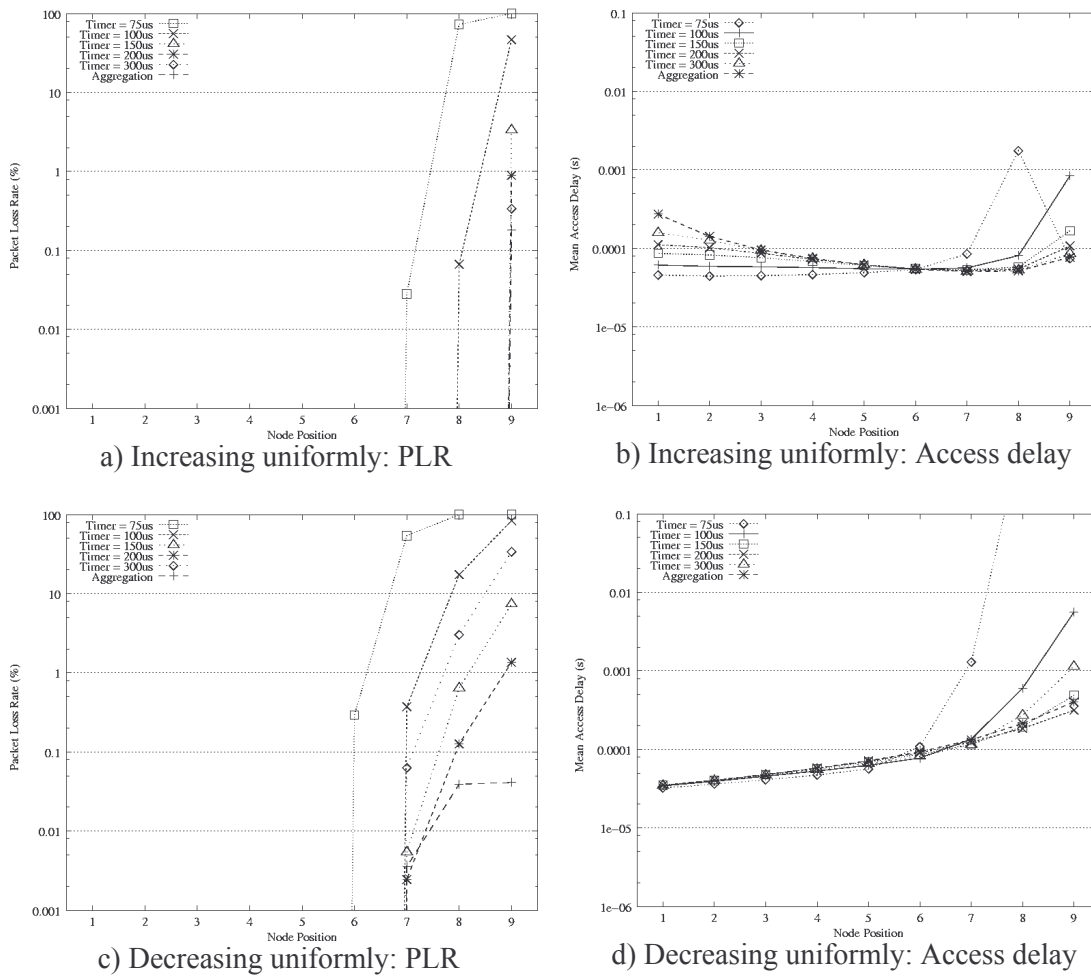 100
10
1
0.1
0.01
0.001
Packet Loss Rate (%)
Timer = 75us
Timer = 100us
Timer = 150us
Timer = 200us
Timer = 300us
Aggregation
1 2 3 4 5 6 7 8 9
Node Position
a) Increasing uniformly: PLR
0.1
0.01
0.001
0.0001
1e-05
1e-06
Mean Access Delay (s)
Timer = 75us
Timer = 100us
Timer = 150us
Timer = 200us
Timer = 300us
Aggregation
1 2 3 4 5 6 7 8 9
Node Position
b) Increasing uniformly: Access delay
100
10
1
0.1
0.01
0.001
Packet Loss Rate (%)
Timer = 75us
Timer = 100us
Timer = 150us
Timer = 200us
Timer = 300us
Aggregation
1 2 3 4 5 6 7 8 9
Node Position
c) Decreasing uniformly: PLR
0.1
0.01
0.001
0.0001
1e-05
1e-06
Mean Access Delay (s)
Timer = 75us
Timer = 100us
Timer = 150us
Timer = 200us
Timer = 300us
Aggregation
1 2 3 4 5 6 7 8 9
Node Position
d) Decreasing uniformly: Access delay